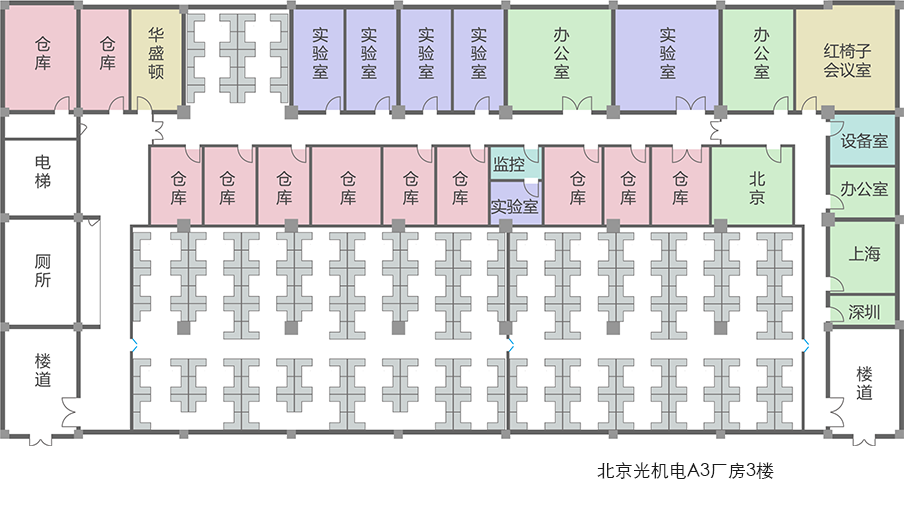 仓库
仓库
华盛顿
实验室
实验室
实验室
实验室
办公室
实验室
办公室
红椅子
会议室
设备室
电梯
仓库
仓库
仓库
仓库
仓库
仓库
监控
实验室
仓库
仓库
仓库
北京
办公室
厕所
上海
深圳
楼道
楼道
北京光机电A3厂房3楼